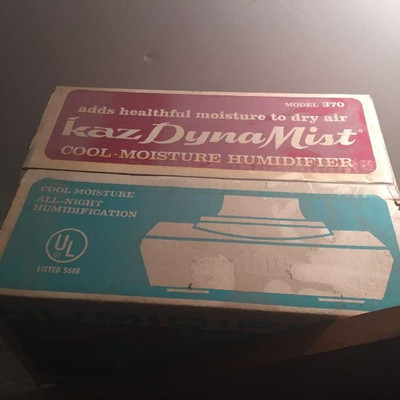 MODEL 370
adds healthful moisture to dry air
kaz DynaMist
COOL-MOISTURE HUMIDIFIER
COOL MOISTURE
ALL-NIGHT
HUMIDIFICATION
UL
LISTED 568B